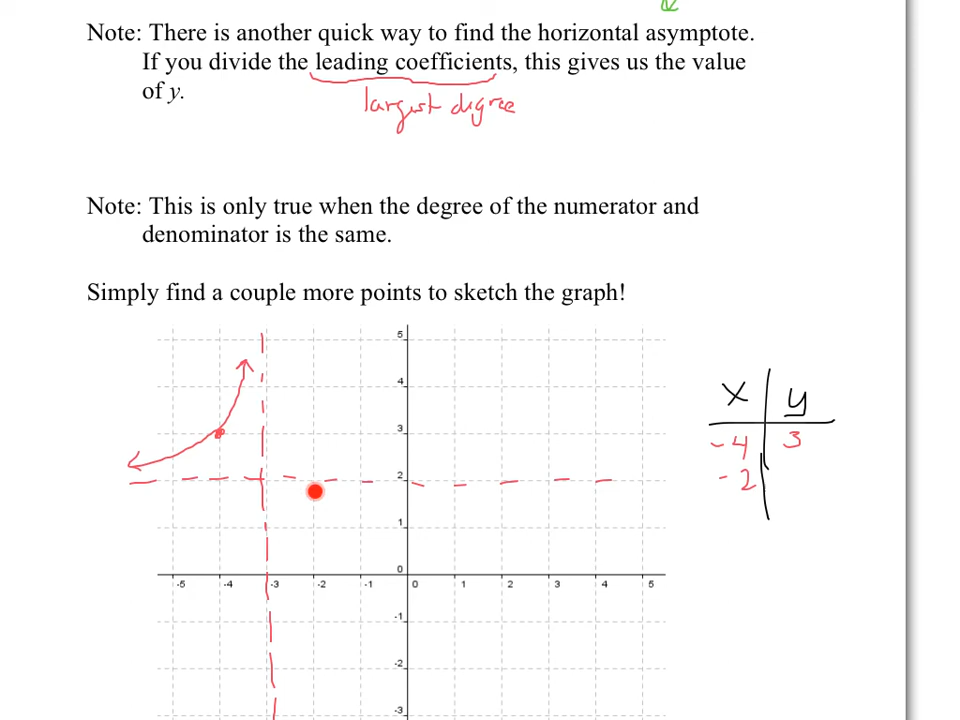 Note: There is another quick way to find the horizontal asymptote.
If you divide the leading coefficients, this gives us the value
of y.
largest degree
Note: This is only true when the degree of the numerator and
denominator is the same.
Simply find a couple more points to sketch the graph!
5
4
3
2
1
0
-5 -4 -3 -2 -1 0 1 2 3 4 5
-1
-2
-3
x y
-4 3
-2